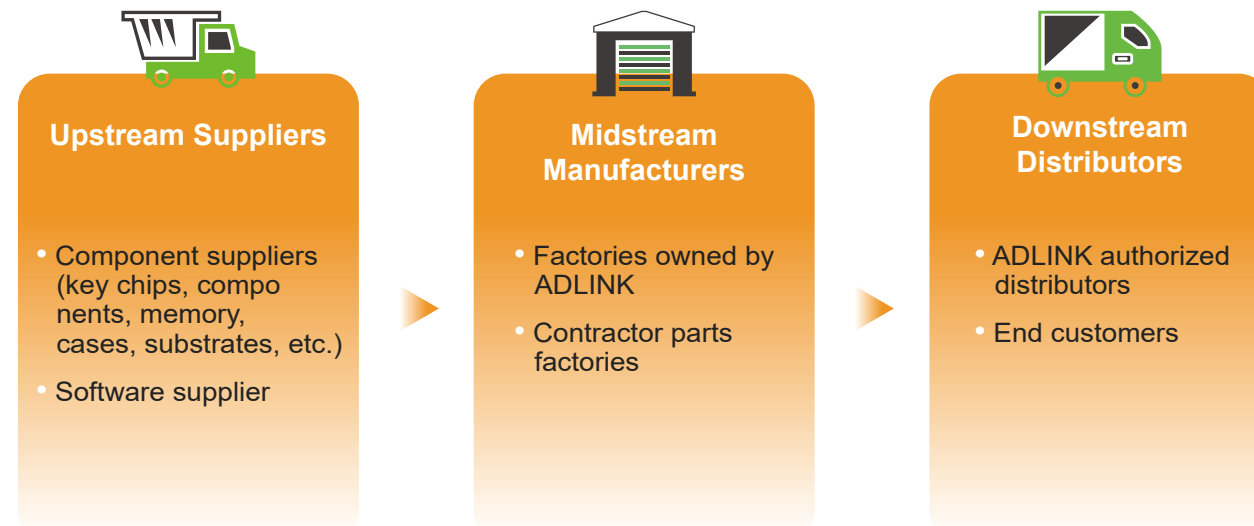 Upstream Suppliers
• Component suppliers
(key chips, compo
nents, memory,
cases, substrates, etc.)
• Software supplier
Midstream
Manufacturers
• Factories owned by
ADLINK
• Contractor parts
factories
Downstream
Distributors
• ADLINK authorized
distributors
• End customers